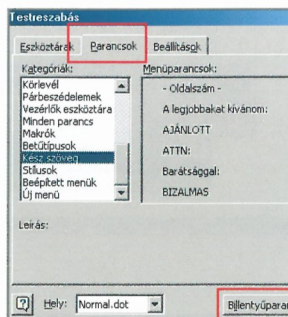 Testreszabás
Eszköztárak Parancsok Beállítások
Kategóriák:
Menüparancsok:
Körlevél
Párbeszédelemek
Vezérlők eszköztára
Minden parancs
Makrók
Betűtípusok
Kész szöveg
Stílusok
Beépített menük
Új menü
- Oldalszám -
A legjobbakat kívánom:
AJÁNLOTT
ATTN:
Barátsággal:
BIZALMAS
Leírás:
Hely: Normal.dot
Billentyűparan